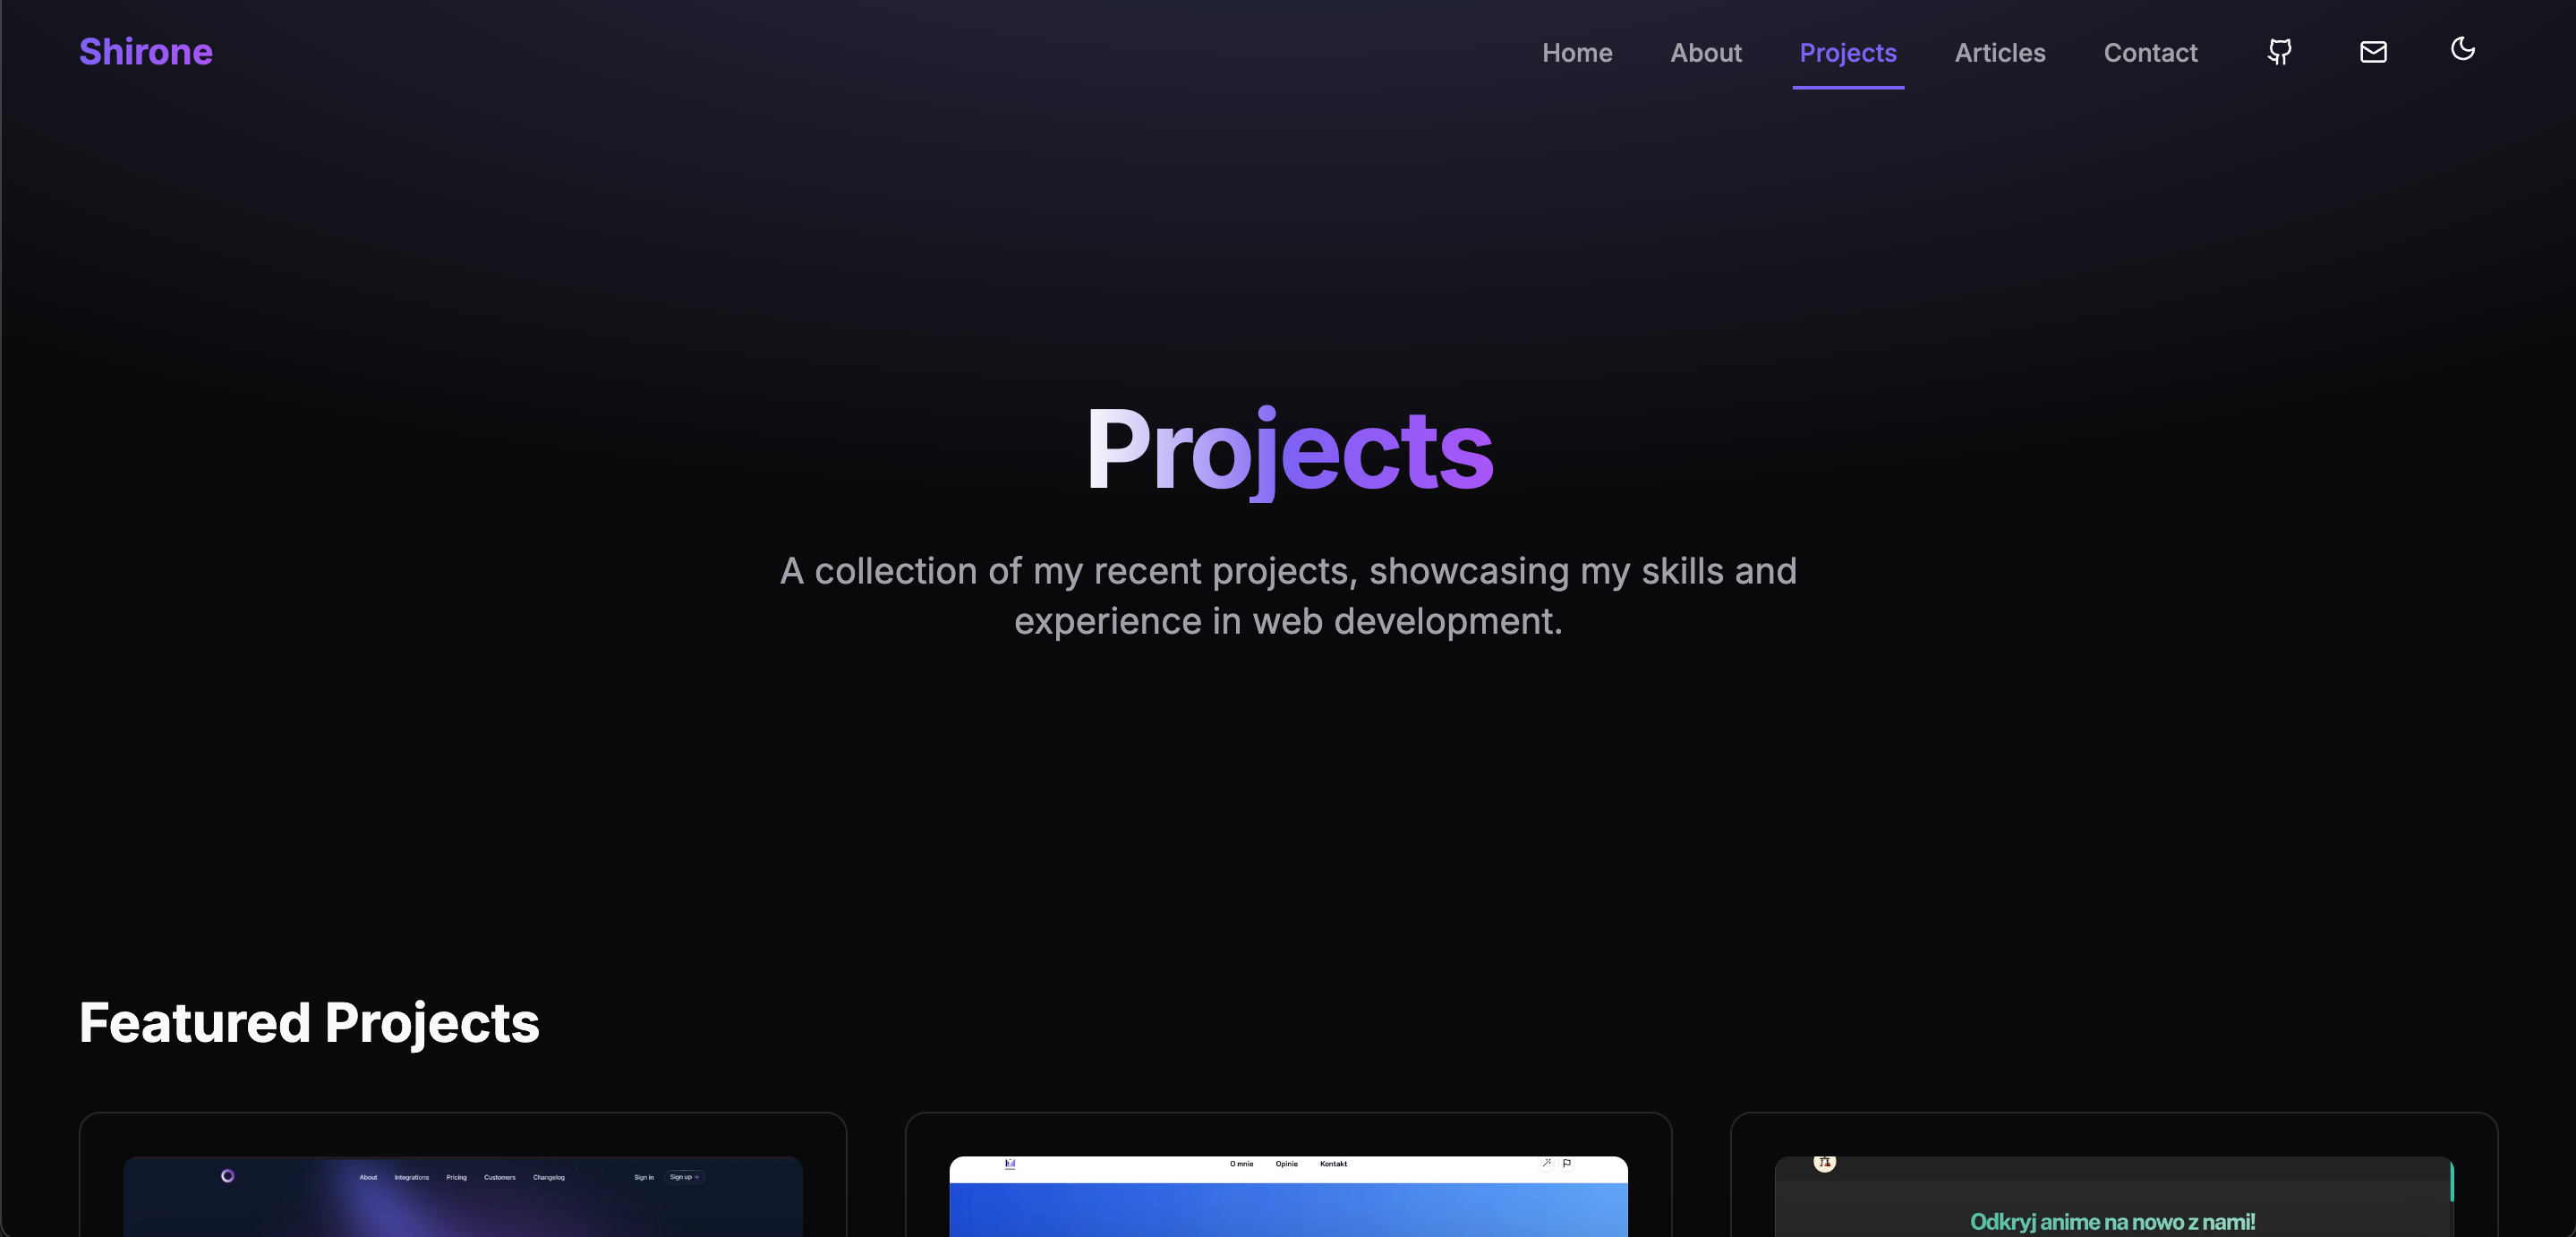 Shirone
Home About Projects Articles Contact
Projects
A collection of my recent projects, showcasing my skills and
experience in web development.
Featured Projects
About Integrations Pricing Customers Changelog Sign in Sign up
O mnie Opinie Kontakt
Odkryj anime na nowo z nami!